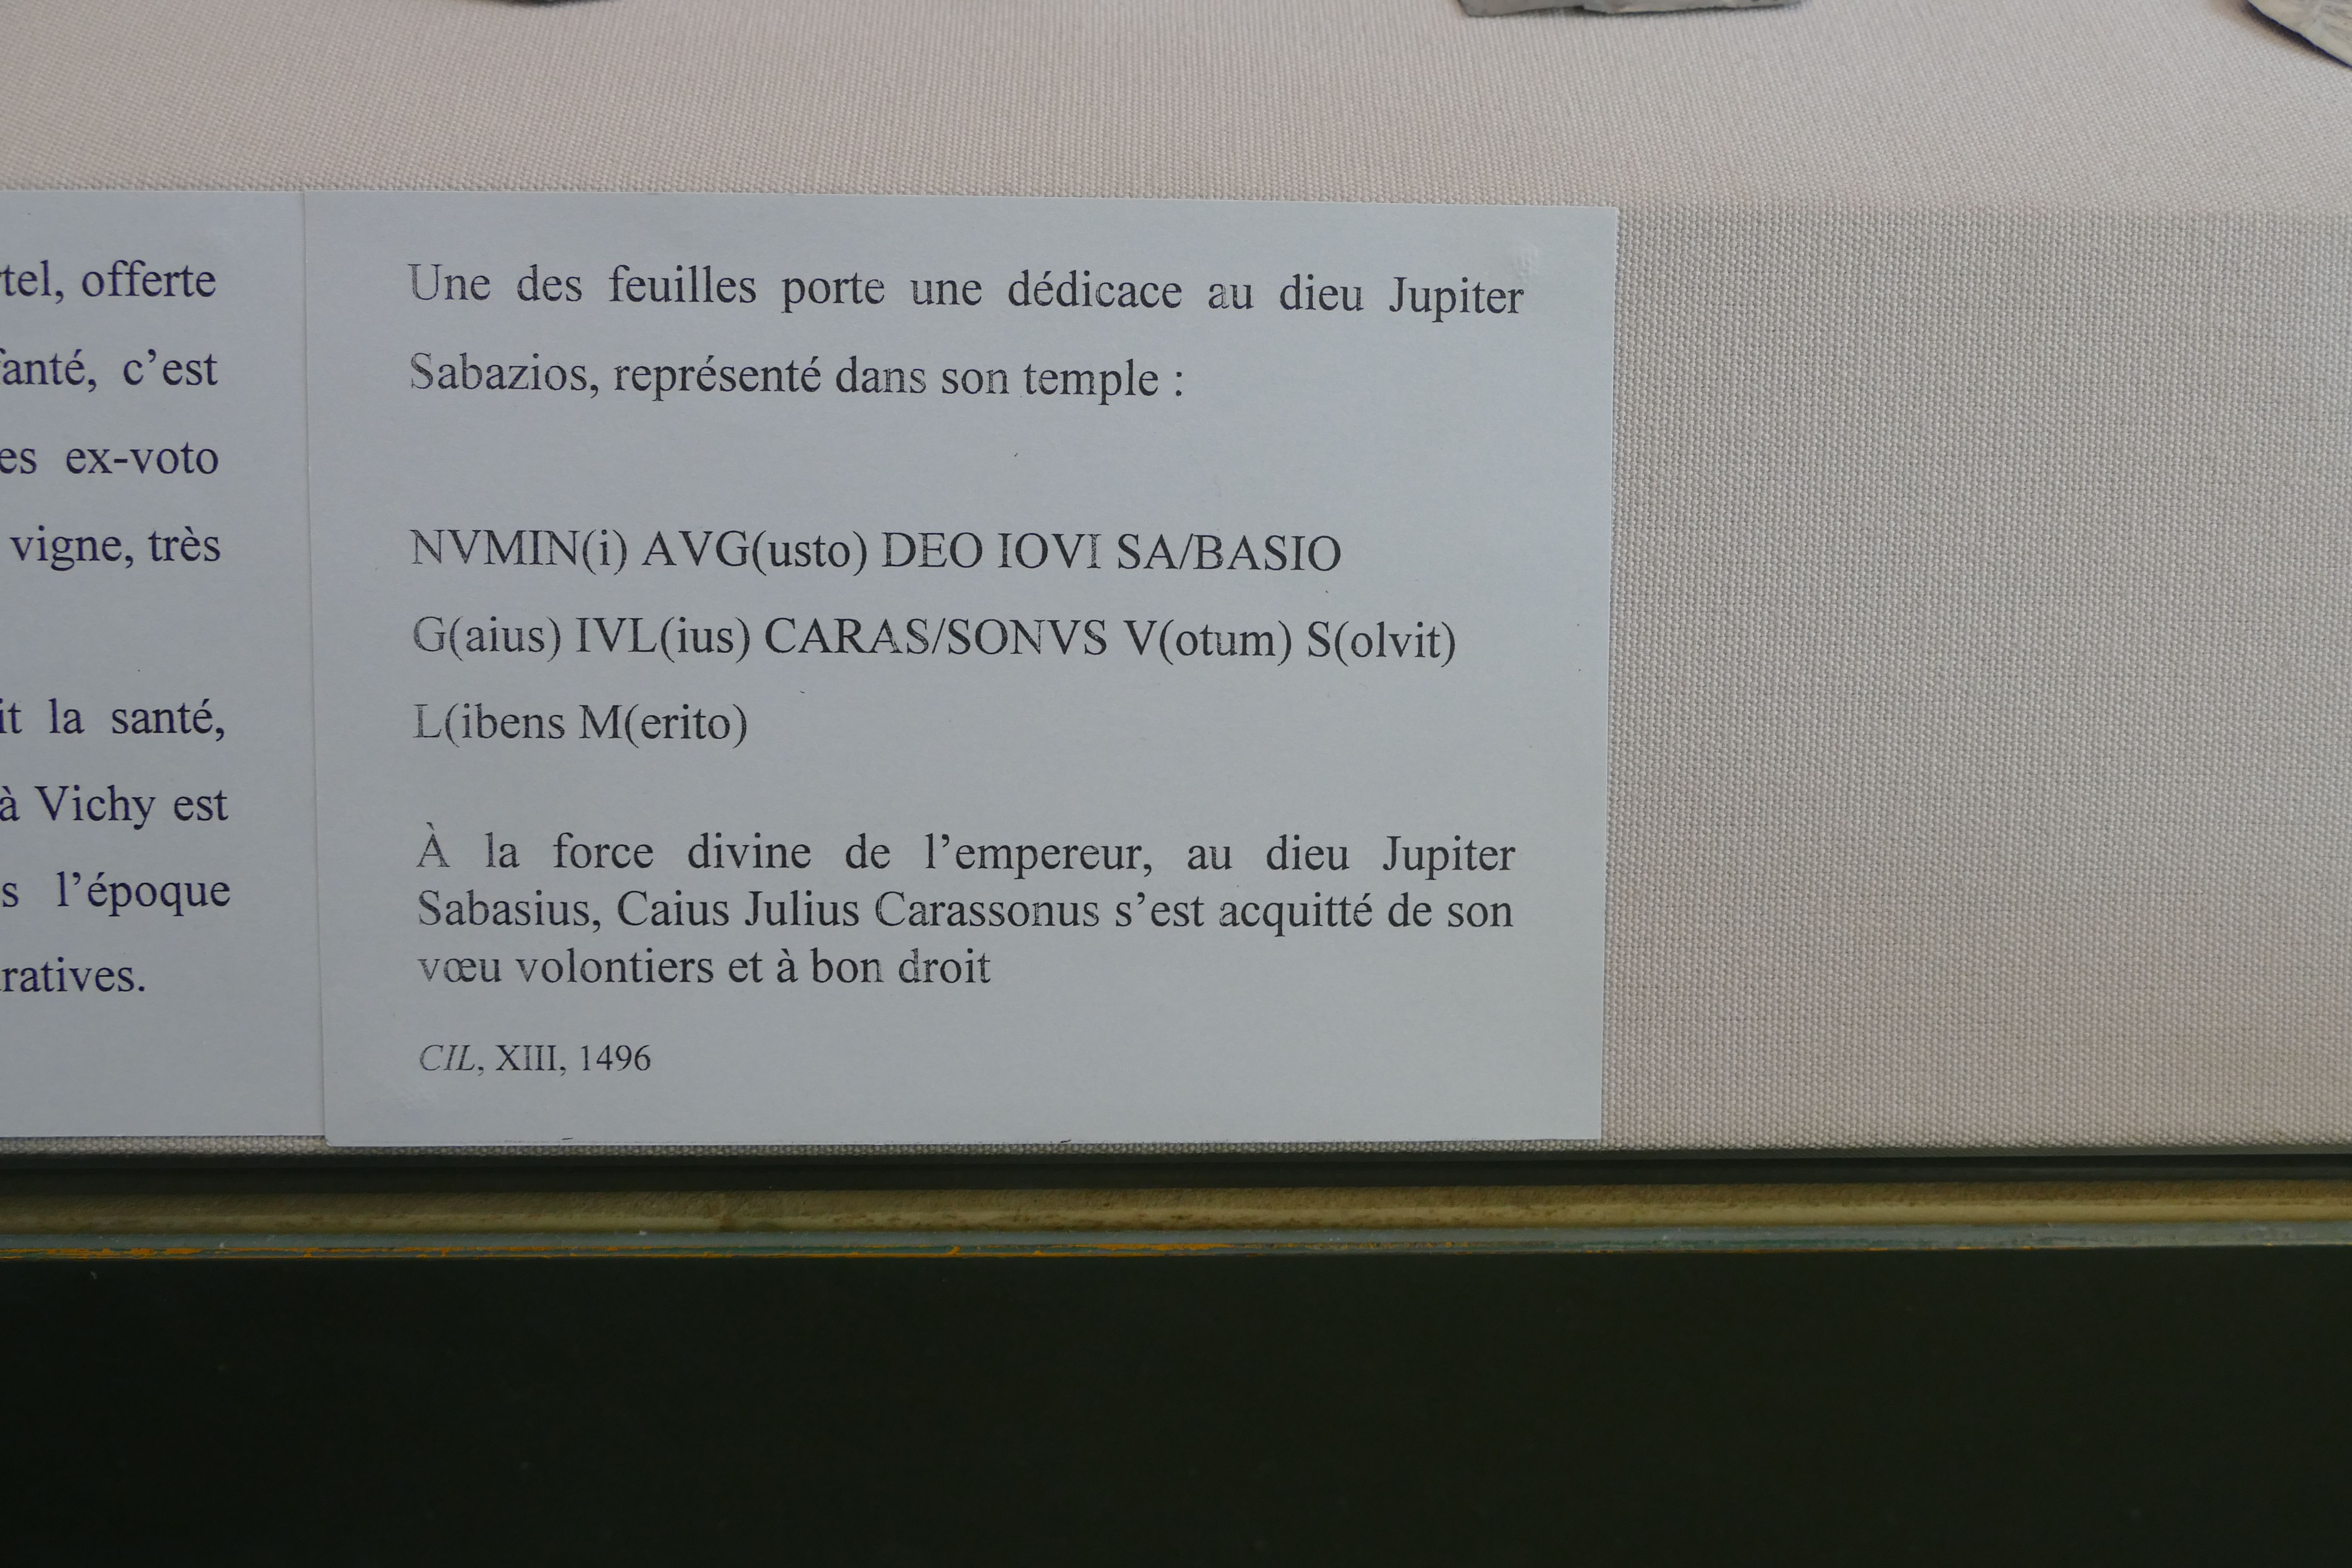 tel, offerte
anté, c'est
es ex-voto
vigne, très
it la santé,
à Vichy est
s l'époque
ratives.
Une des feuilles porte une dédicace au dieu Jupiter
Sabazios, représenté dans son temple :
NVMIN(i) AVG(usto) DEO IOVI SA/BASIO
G(aius) IVL(ius) CARAS/SONVS V(otum) S(olvit)
L(ibens M(erito)
À la force divine de l'empereur, au dieu Jupiter
Sabasius, Caius Julius Carassonus s'est acquitté de son
vœu volontiers et à bon droit
CIL, XIII, 1496